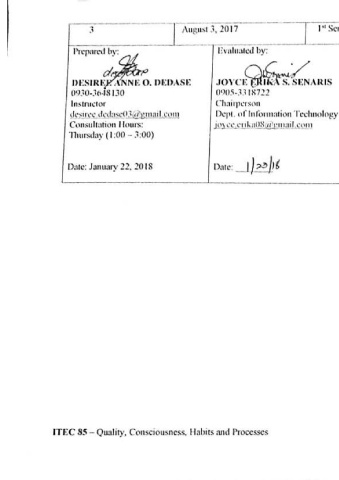 3 August 3, 2017 1st Se
Prepared by:
DESIREE ANNE O. DEDASE
0930-3648130
Instructor
desiree.dedase03@gmail.com
Consultation Hours:
Thursday (1:00 – 3:00)
Date: January 22, 2018
Evaluated by:
JOYCE ERIKA S. SENARIS
0905-3318722
Chairperson
Dept. of Information Technology
joyce.erika08@gmail.com
Date: 1/23/18
ITEC 85 – Quality, Consciousness, Habits and Processes